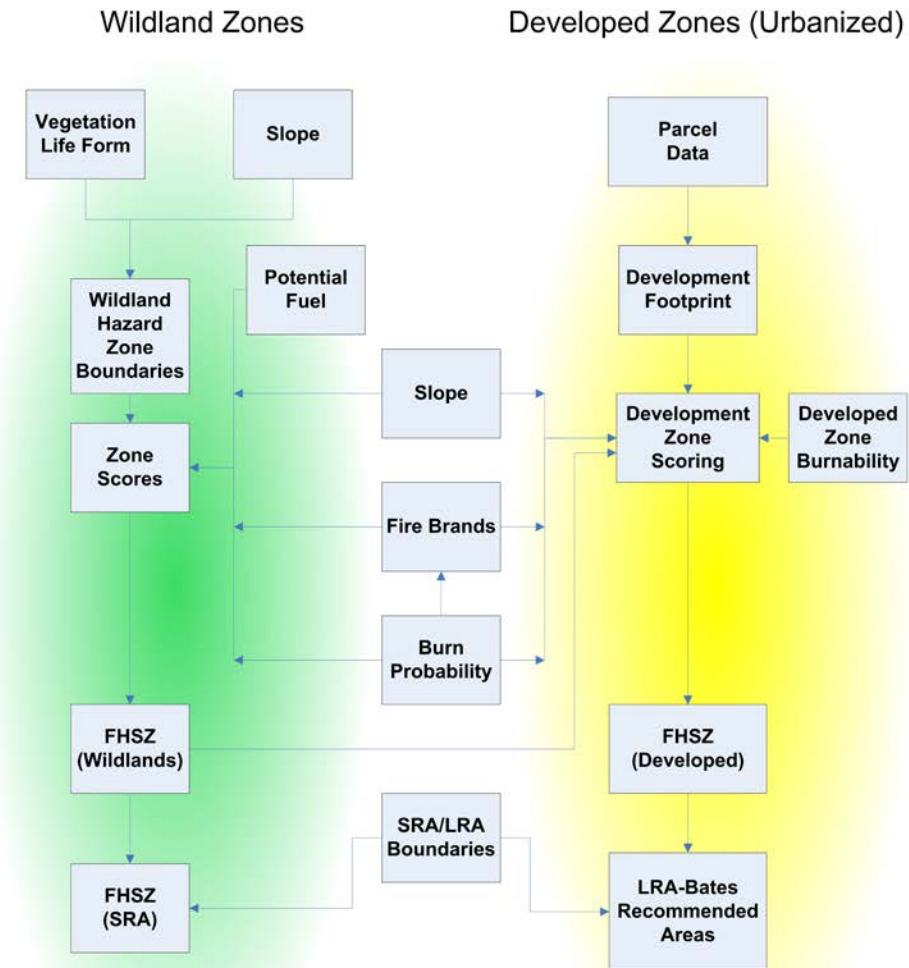 Wildland Zones
Developed Zones (Urbanized)
Vegetation
Life Form
Slope
Parcel
Data
Potential
Fuel
Development
Footprint
Wildland
Hazard
Zone
Boundaries
Slope
Development
Zone
Scoring
Developed
Zone
Burnability
Zone
Scores
Fire Brands
Burn
Probability
FHSZ
(Wildlands)
FHSZ
(Developed)
SRA/LRA
Boundaries
FHSZ
(SRA)
LRA-Bates
Recommended
Areas